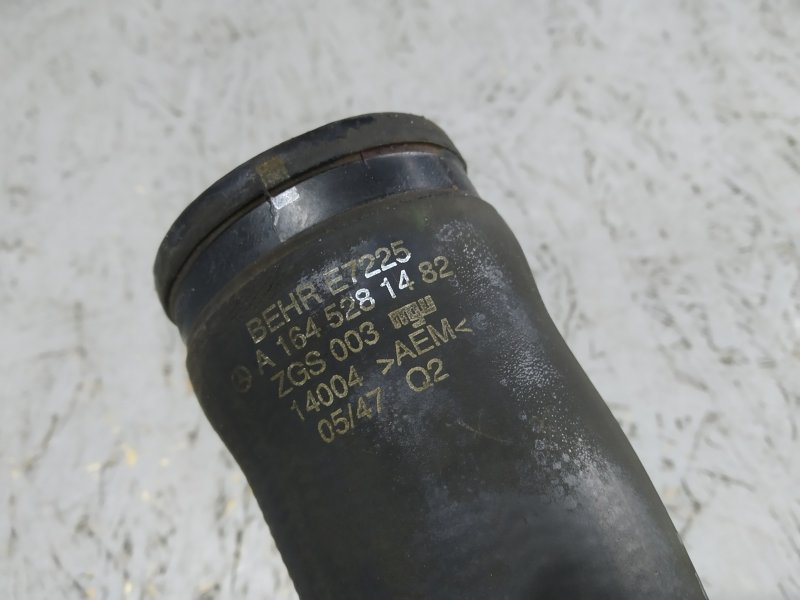 BEHR E7225
A 164 528 14 82
ZGS 003
14004 >AEM<
05/47 Q2